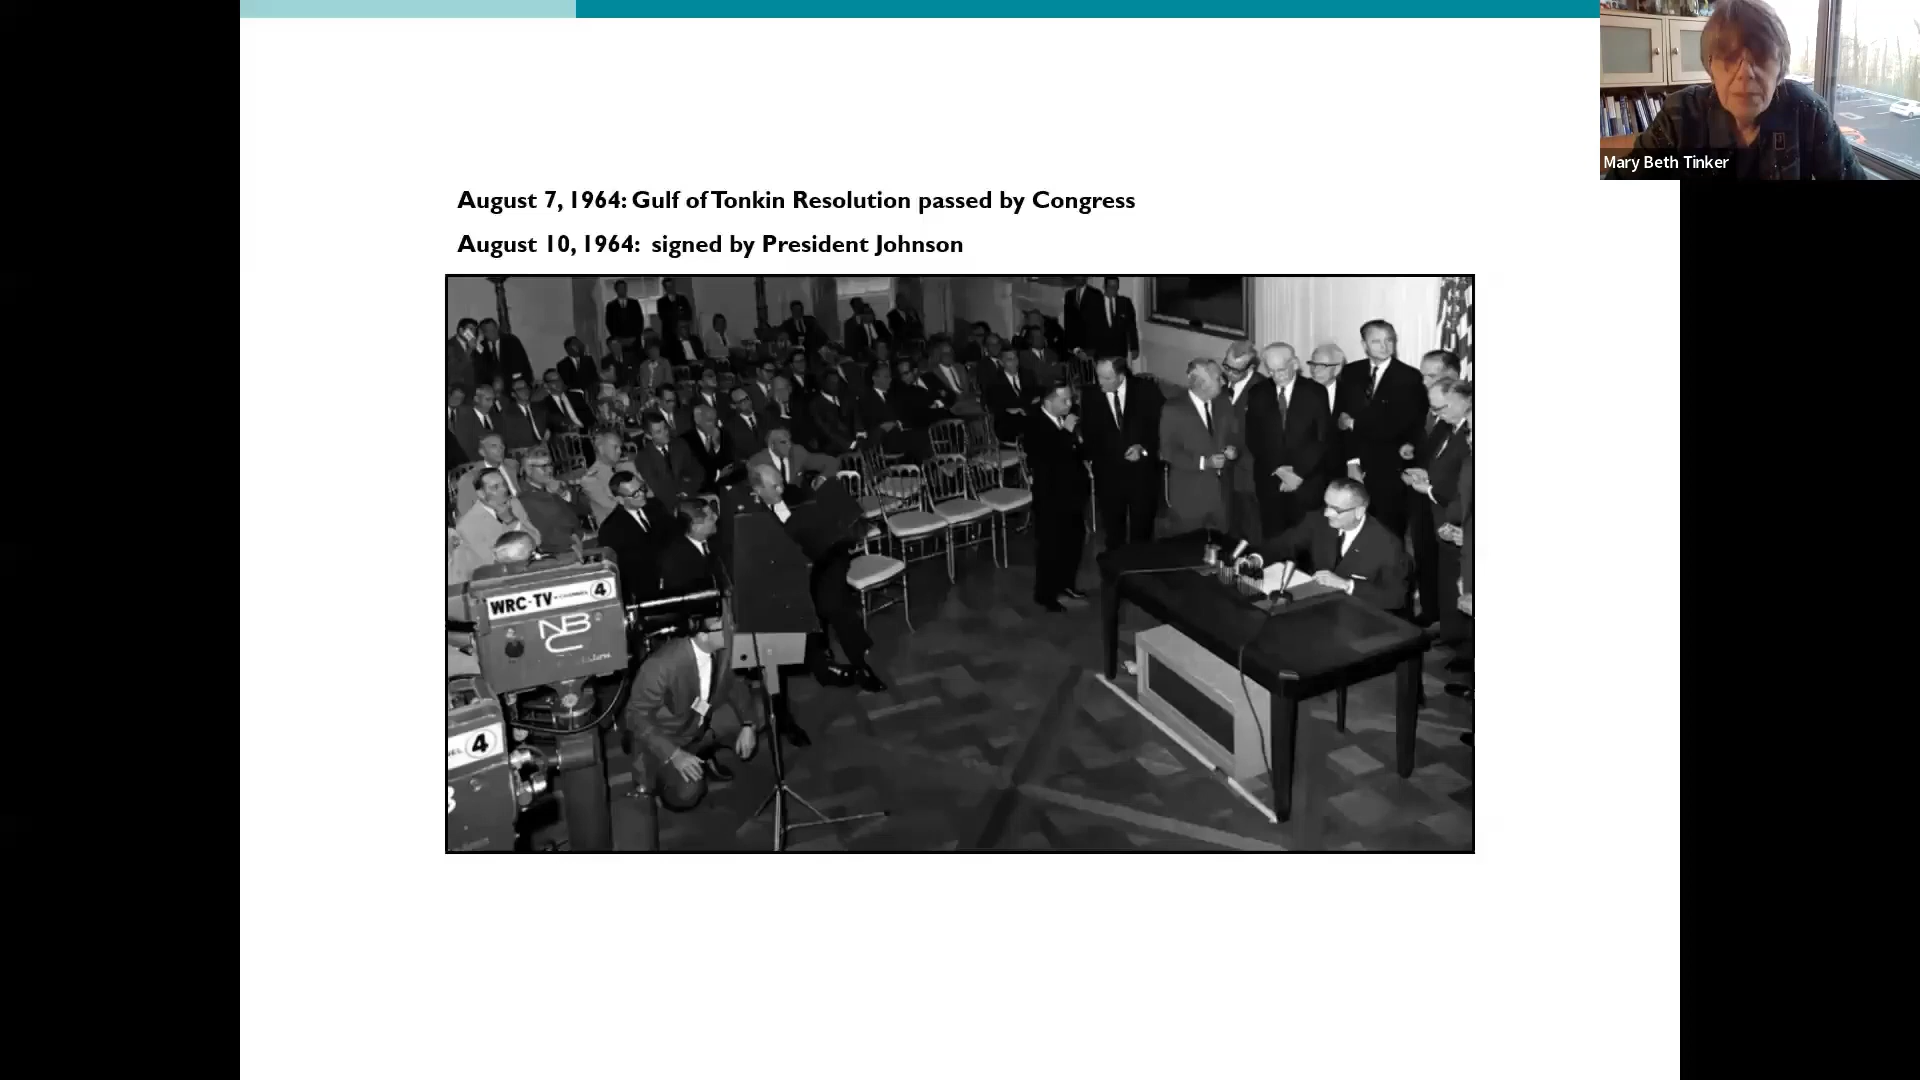 Mary Beth Tinker
August 7, 1964: Gulf of Tonkin Resolution passed by Congress
August 10, 1964: signed by President Johnson
WRC-TV CHANNEL 4
NBC
4